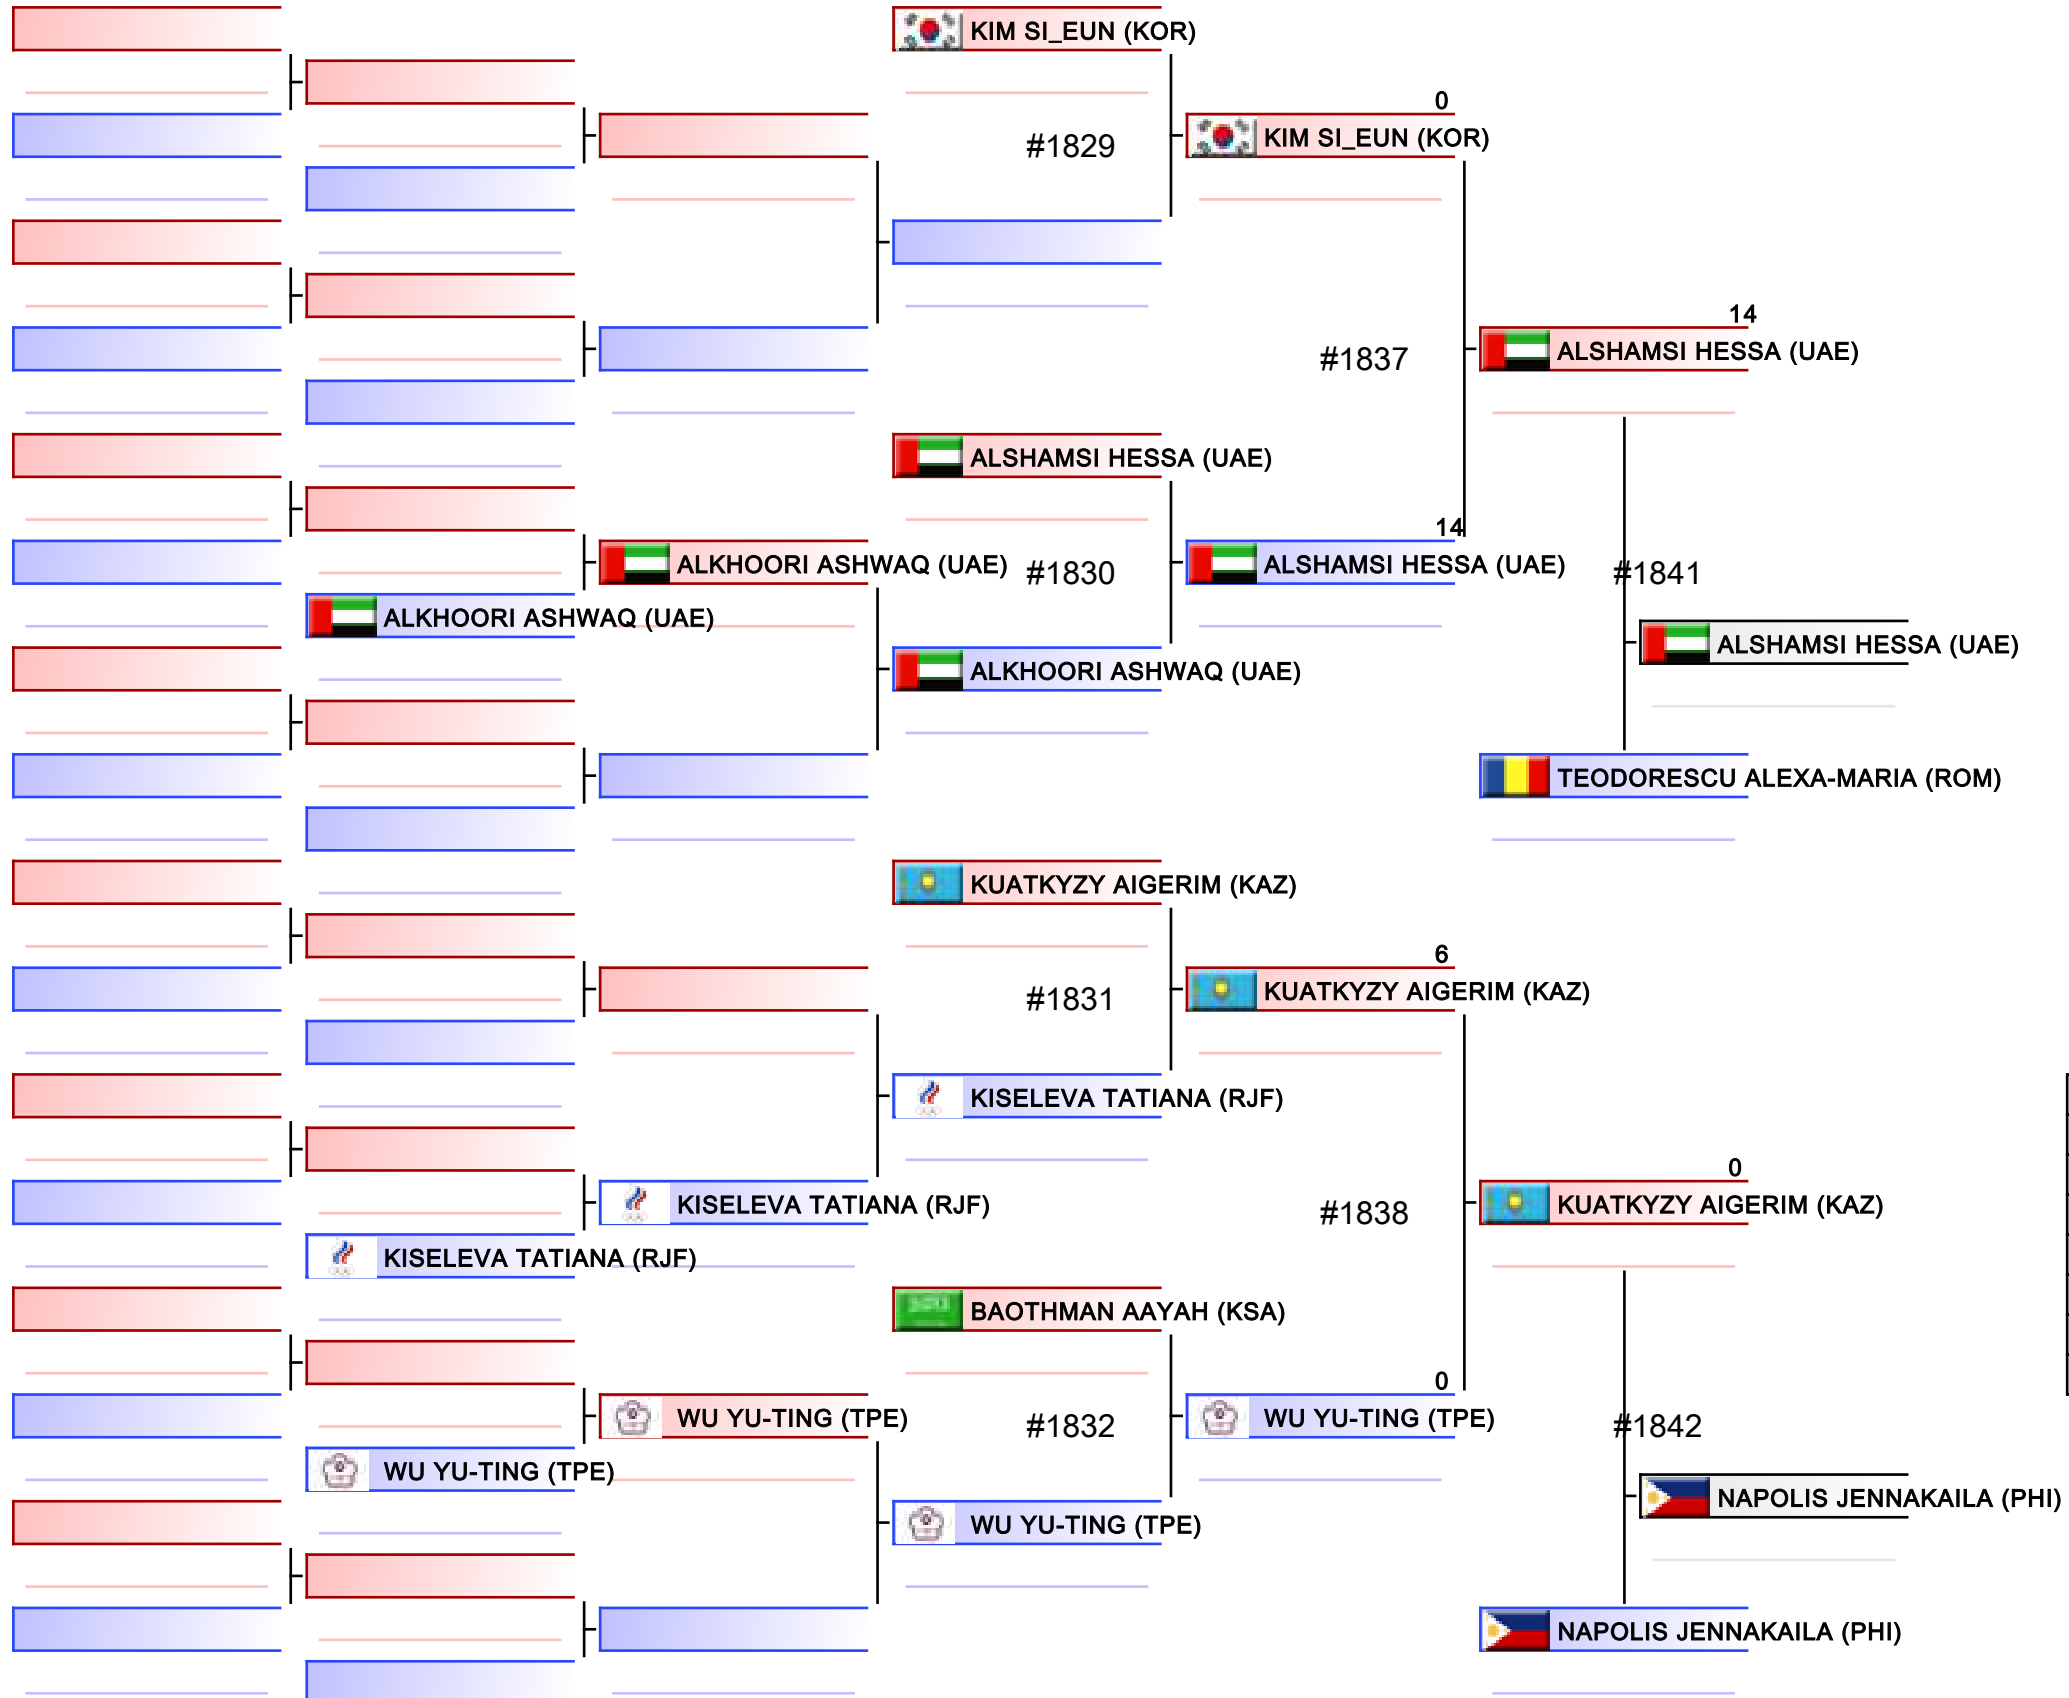 KIM SI_EUN (KOR)
0
#1829
KIM SI_EUN (KOR)
14
#1837
ALSHAMSI HESSA (UAE)
ALSHAMSI HESSA (UAE)
14
ALKHOORI ASHWAQ (UAE)
#1830
ALSHAMSI HESSA (UAE)
#1841
ALKHOORI ASHWAQ (UAE)
ALSHAMSI HESSA (UAE)
ALKHOORI ASHWAQ (UAE)
TEODORESCU ALEXA-MARIA (ROM)
KUATKYZY AIGERIM (KAZ)
6
#1831
KUATKYZY AIGERIM (KAZ)
KISELEVA TATIANA (RJF)
0
KISELEVA TATIANA (RJF)
#1838
KUATKYZY AIGERIM (KAZ)
KISELEVA TATIANA (RJF)
BAOTHMAN AAYAH (KSA)
0
WU YU-TING (TPE)
#1832
WU YU-TING (TPE)
#1842
WU YU-TING (TPE)
NAPOLIS JENNAKAILA (PHI)
WU YU-TING (TPE)
NAPOLIS JENNAKAILA (PHI)